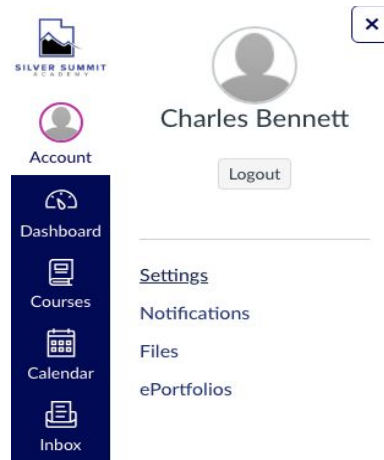 SILVER SUMMIT
ACADEMY
Account
Dashboard
Courses
Calendar
Inbox
×
Charles Bennett
Logout
Settings
Notifications
Files
ePortfolios